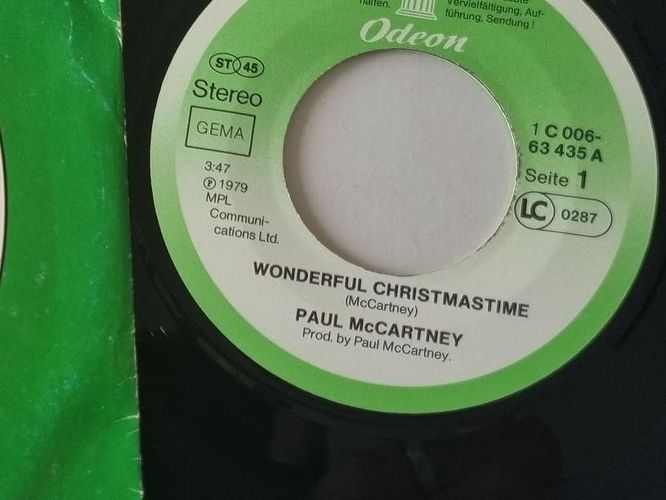 halten.
Vervielfältigung, Auf-
führung, Sendung!
Odeon
ST 45
Stereo
GEMA
3:47
Ⓟ 1979
MPL
Communi-
cations Ltd.
1 C 006-
63 435 A
Seite 1
LC 0287
WONDERFUL CHRISTMASTIME
(McCartney)
PAUL McCARTNEY
Prod. by Paul McCartney.